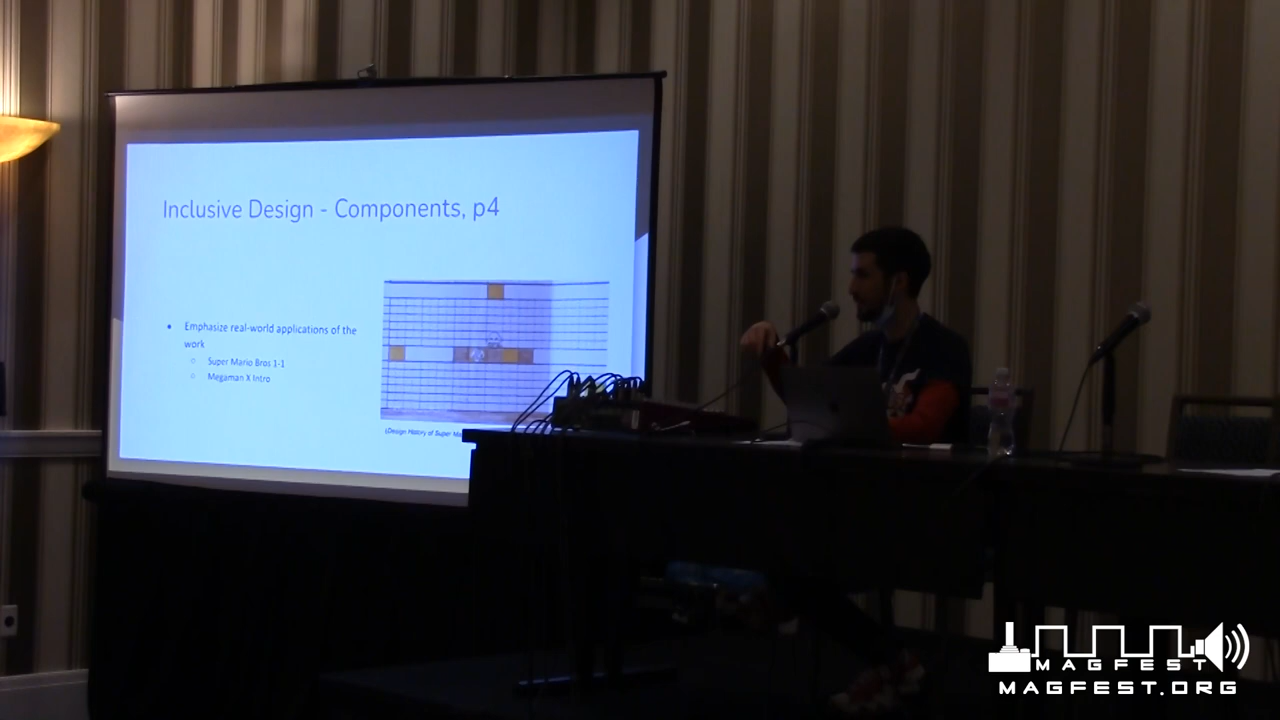 Inclusive Design - Components, p4
Emphasize real-world applications of the
work
Super Mario Bros 1-1
Megaman X Intro
Design History of Super
MAGFEST
MAGFEST.ORG